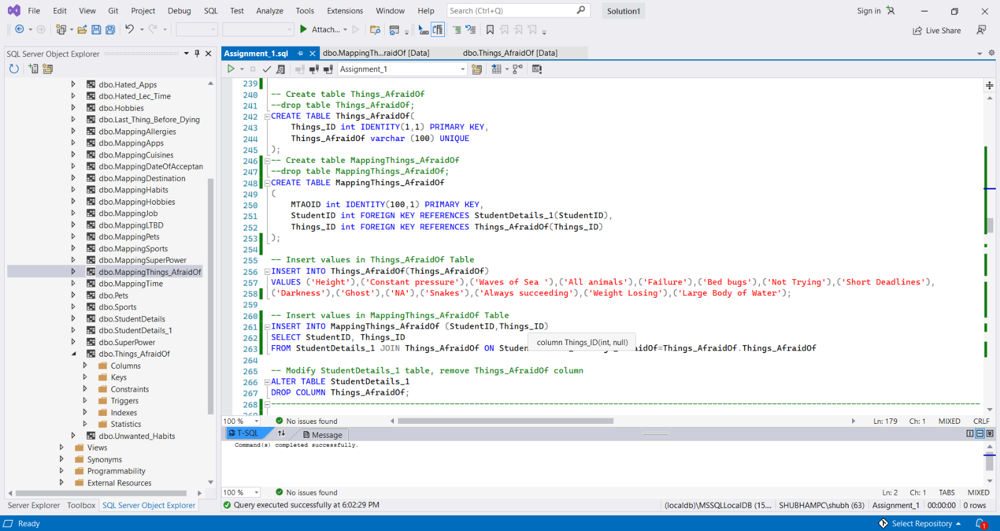 File Edit View Git Project Debug SQL Test Analyze Tools Extensions Window Help Search (Ctrl+Q) Solution1 Sign in
Attach... Live Share
SQL Server Object Explorer
Assignment_1.sql dbo.MappingTh...raidOf [Data] dbo.Things_AfraidOf [Data]
Assignment_1
dbo.Hated_Apps
dbo.Hated_Lec_Time
dbo.Hobbies
dbo.Last_Thing_Before_Dying
dbo.MappingAllergies
dbo.MappingApps
dbo.MappingCuisines
dbo.MappingDateOfAcceptan
dbo.MappingDestination
dbo.MappingHabits
dbo.MappingHobbies
dbo.MappingJob
dbo.MappingLTBD
dbo.MappingPets
dbo.MappingSports
dbo.MappingSuperPower
dbo.MappingThings_AfraidOf
dbo.MappingTime
dbo.Pets
dbo.Sports
dbo.StudentDetails
dbo.StudentDetails_1
dbo.SuperPower
dbo.Things_AfraidOf
Columns
Keys
Constraints
Triggers
Indexes
Statistics
dbo.Unwanted_Habits
Views
Synonyms
Programmability
External Resources
Server Explorer Toolbox SQL Server Object Explorer
239
240 -- Create table Things_AfraidOf
241 --drop table Things_AfraidOf;
242 CREATE TABLE Things_AfraidOf(
243 Things_ID int IDENTITY(1,1) PRIMARY KEY,
244 Things_AfraidOf varchar (100) UNIQUE
245 );
246 -- Create table MappingThings_AfraidOf
247 --drop table MappingThings_AfraidOf;
248 CREATE TABLE MappingThings_AfraidOf
249 (
250 MTAOID int IDENTITY(100,1) PRIMARY KEY,
251 StudentID int FOREIGN KEY REFERENCES StudentDetails_1(StudentID),
252 Things_ID int FOREIGN KEY REFERENCES Things_AfraidOf(Things_ID)
253 );
254
255 -- Insert values in Things_AfraidOf Table
256 INSERT INTO Things_AfraidOf(Things_AfraidOf)
257 VALUES ('Height'),('Constant pressure'),('Waves of Sea '),('All animals'),('Failure'),('Bed bugs'),('Not Trying'),('Short Deadlines'),
258 ('Darkness'),('Ghost'),('NA'),('Snakes'),('Always succeeding'),('Weight Losing'),('Large Body of Water');
259
260 -- Insert values in MappingThings_AfraidOf Table
261 INSERT INTO MappingThings_AfraidOf (StudentID,Things_ID)
262 SELECT StudentID, Things_ID
column Things_ID(int, null)
263 FROM StudentDetails_1 JOIN Things_AfraidOf ON Studen aidOf=Things_AfraidOf.Things_AfraidOf
264
265 -- Modify StudentDetails_1 table, remove Things_AfraidOf column
266 ALTER TABLE StudentDetails_1
267 DROP COLUMN Things_AfraidOf;
268 --------------------------------------------------
100 % No issues found Ln: 179 Ch: 1 MIXED CRLF
T-SQL Message
Command(s) completed successfully.
100 % No issues found Ln: 2 Ch: 1 TABS MIXED
Query executed successfully at 6:02:29 PM (localdb)\MSSQLLocalDB (15.... SHUBHAMPC\shubh (63) Assignment_1 00:00:00 0 rows
Ready Select Repository 1